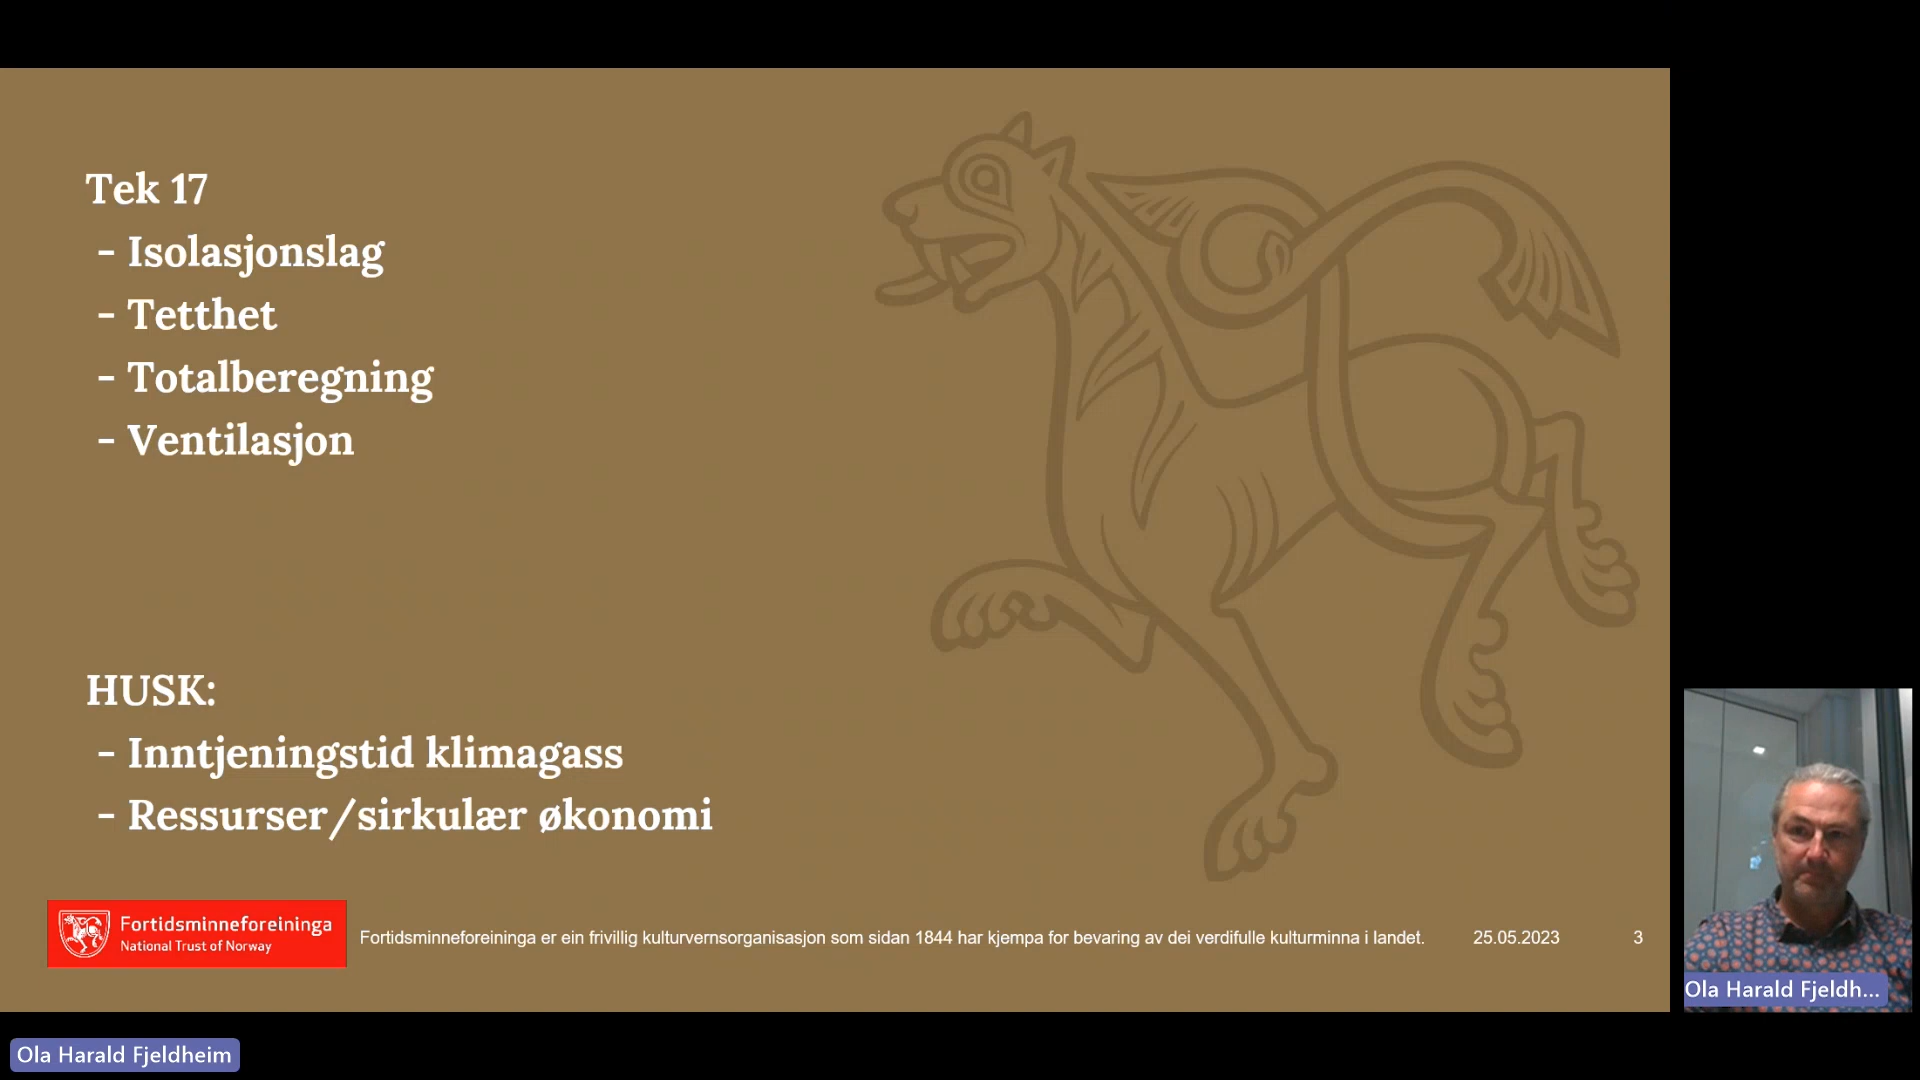 Tek 17
- Isolasjonslag
- Tetthet
- Totalberegning
- Ventilasjon
HUSK:
- Inntjeningstid klimagass
- Ressurser/sirkulær økonomi
Fortidsminneforeininga
National Trust of Norway
Fortidsminneforeininga er ein frivillig kulturvernsorganisasjon som sidan 1844 har kjempa for bevaring av dei verdifulle kulturminna i landet.
25.05.2023
3
Ola Harald Fjeldh...
Ola Harald Fjeldheim